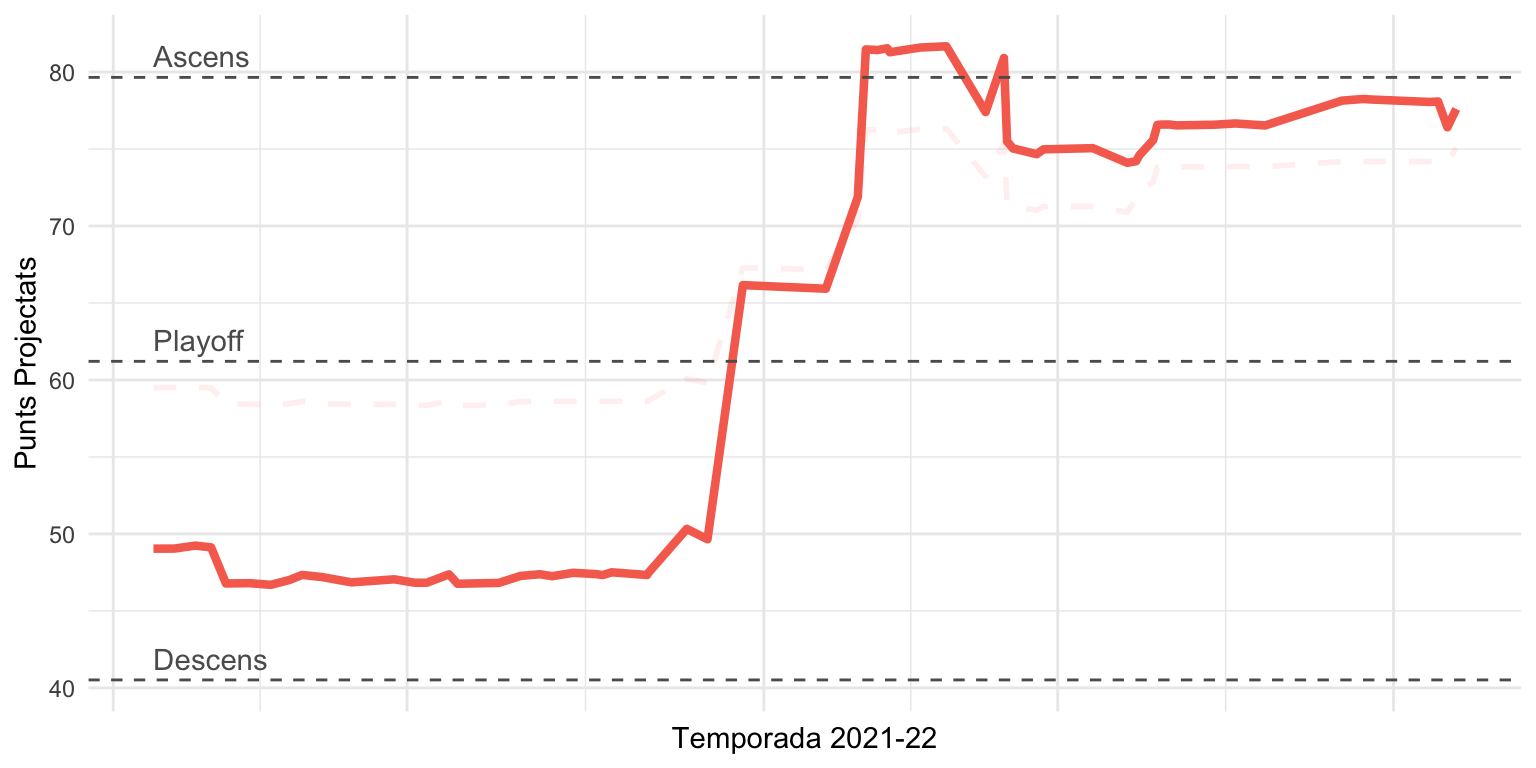 Ascens
80
70
Playoff
60
50
Descens
40
Punts Projectats
Temporada 2021-22